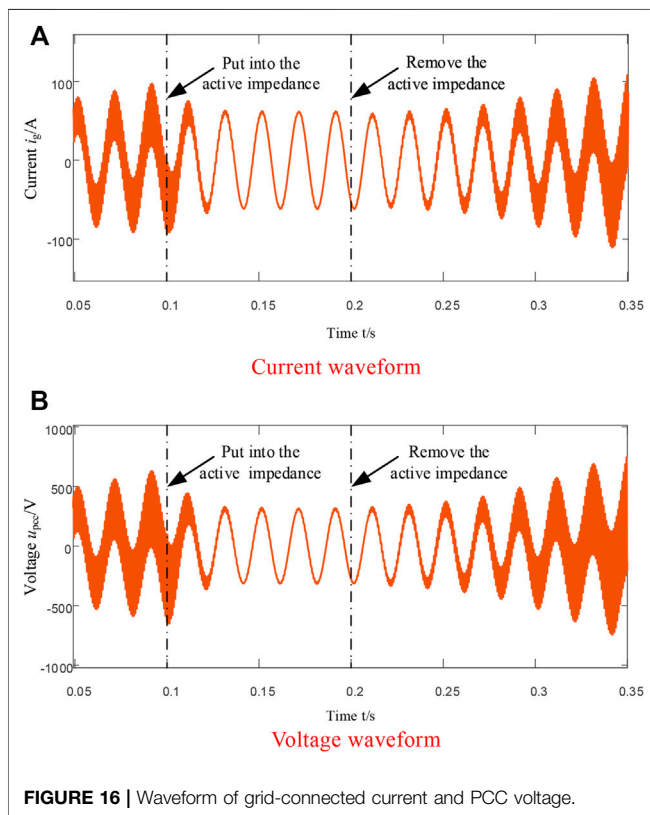 A
Put into the
active impedance
Remove the
active impedance
Current ig/A
100
0
-100
0.05 0.1 0.15 0.2 0.25 0.3 0.35
Time t/s
Current waveform
B
Put into the
active impedance
Remove the
active impedance
Voltage upcc/V
1000
500
0
-500
-1000
0.05 0.1 0.15 0.2 0.25 0.3 0.35
Time t/s
Voltage waveform
FIGURE 16 | Waveform of grid-connected current and PCC voltage.